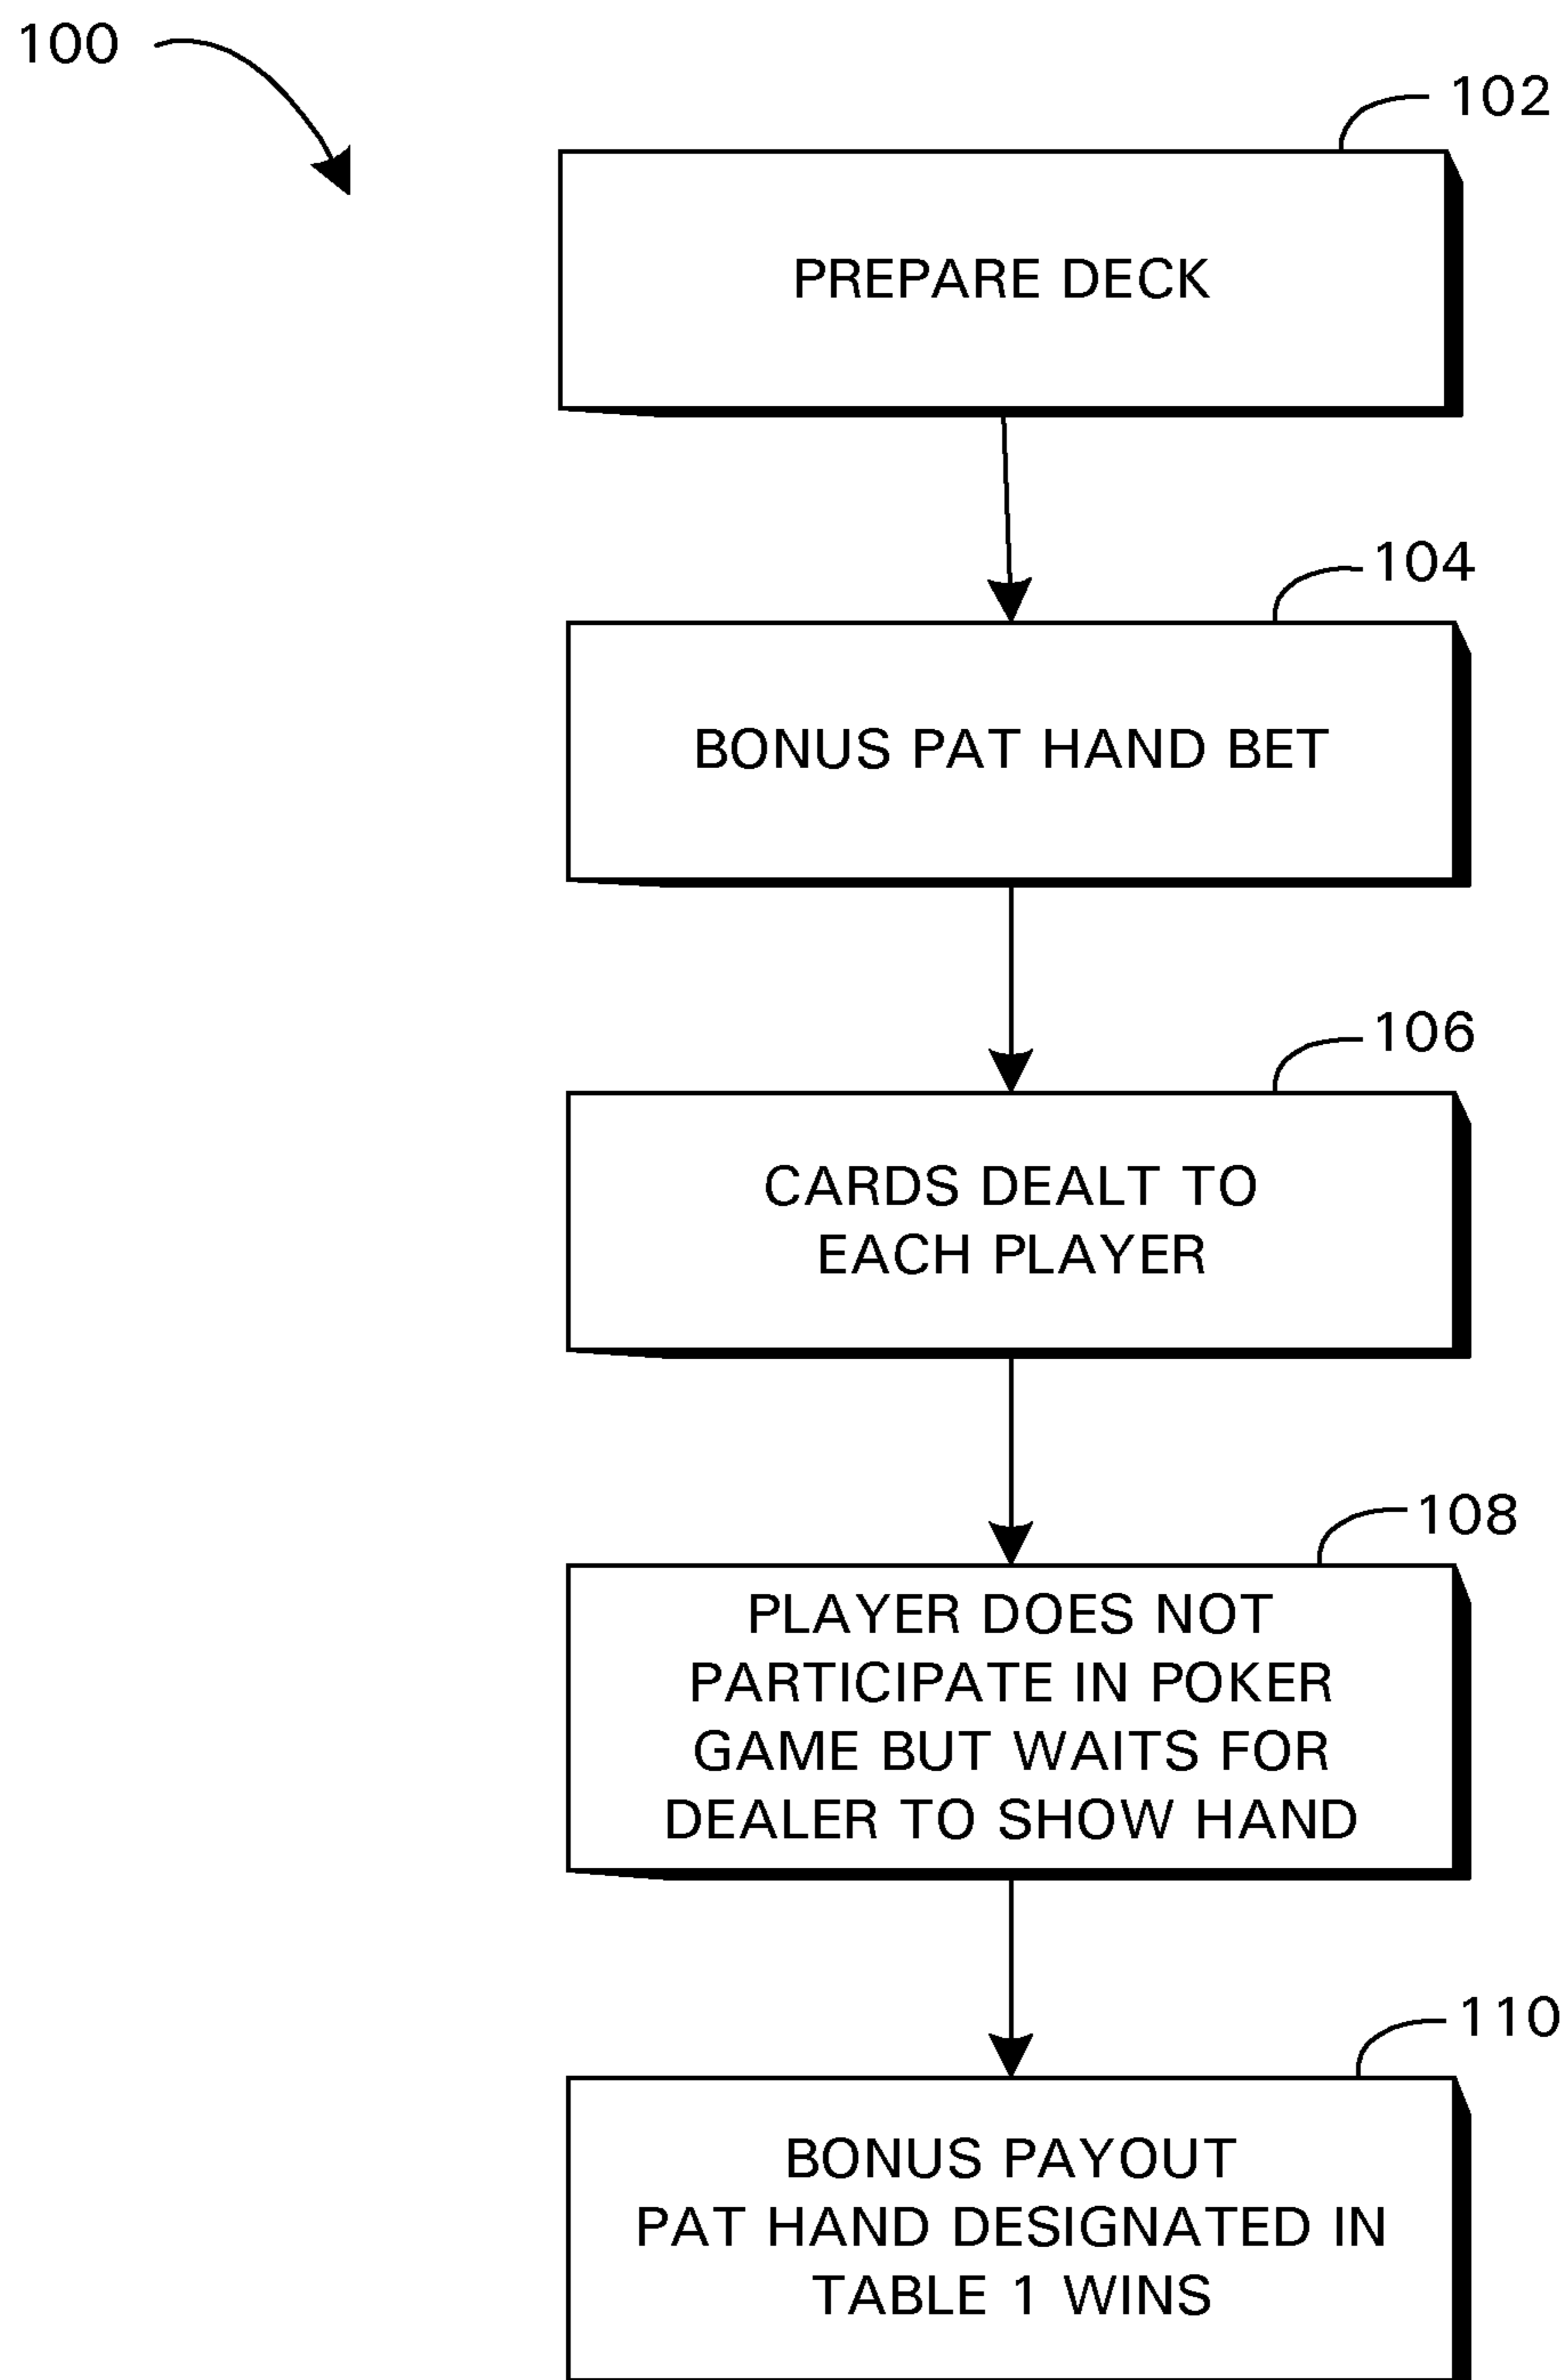 100
102
PREPARE DECK
104
BONUS PAT HAND BET
106
CARDS DEALT TO
EACH PLAYER
108
PLAYER DOES NOT
PARTICIPATE IN POKER
GAME BUT WAITS FOR
DEALER TO SHOW HAND
110
BONUS PAYOUT
PAT HAND DESIGNATED IN
TABLE 1 WINS